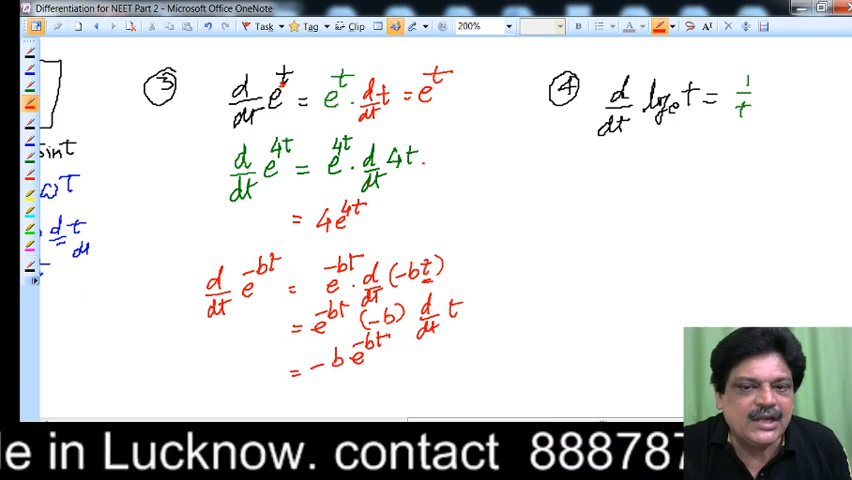 Differentiation for NEET Part 2 - Microsoft Office OneNote
Task Tag Clip 200%
③ d/dt e^t = e^t · d/dt t = e^t
d/dt e^4t = e^4t · d/dt 4t.
= 4e^4t
d/dt e^-bt = e^-bt · d/dt (-bt)
= e^-bt (-b) d/dt t
= -b e^-bt
④ d/dt log_e t = 1/t
sint
ωt
d/dt t
le in Lucknow. contact 888787